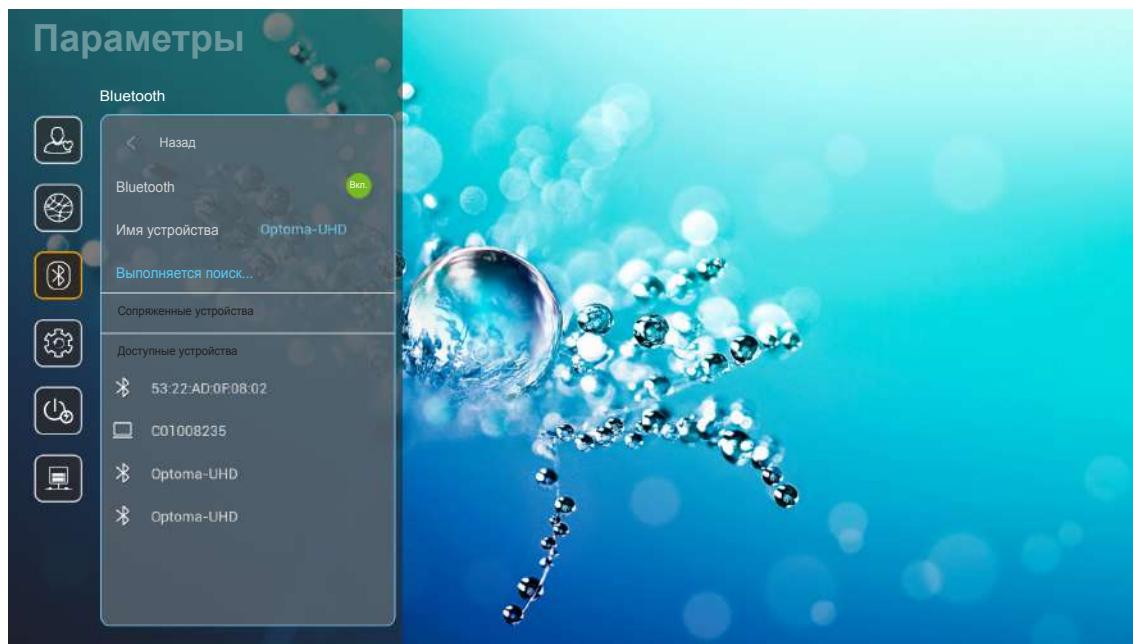 Параметры
Bluetooth
Назад
Bluetooth Вкл.
Имя устройства Optoma-UHD
Выполняется поиск...
Сопряженные устройства
Доступные устройства
53:22:AD:0F:08:02
C01008235
Optoma-UHD
Optoma-UHD